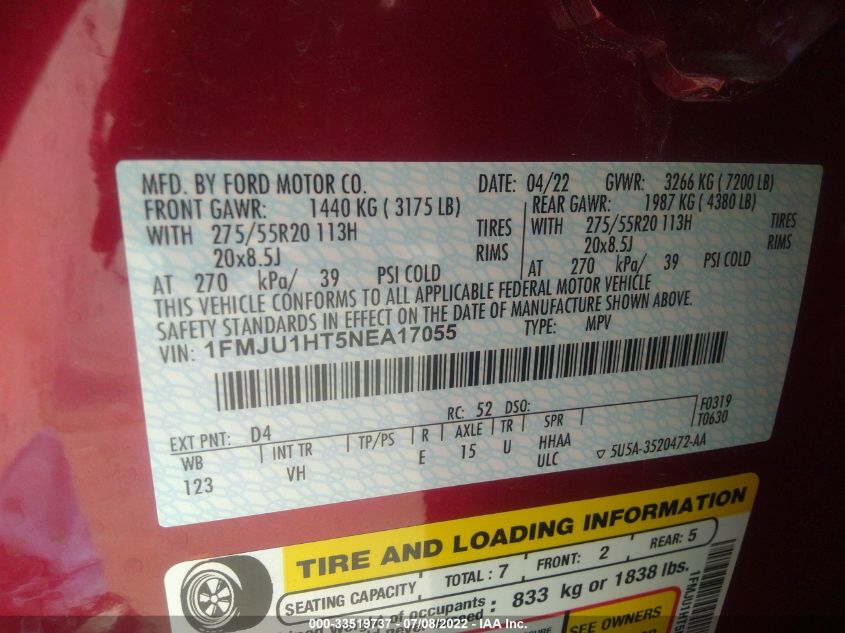 MFD. BY FORD MOTOR CO. DATE: 04/22 GVWR: 3266 KG ( 7200 LB)
FRONT GAWR: 1440 KG ( 3175 LB) REAR GAWR: 1987 KG ( 4380 LB)
WITH 275/55R20 113H TIRES WITH 275/55R20 113H TIRES
20x8.5J RIMS 20x8.5J RIMS
AT 270 kPa/ 39 PSI COLD AT 270 kPa/ 39 PSI COLD
THIS VEHICLE CONFORMS TO ALL APPLICABLE FEDERAL MOTOR VEHICLE
SAFETY STANDARDS IN EFFECT ON THE DATE OF MANUFACTURE SHOWN ABOVE.
VIN: 1FMJU1HT5NEA17055 TYPE: MPV
F0319
EXT PNT: D4 RC: 52 DSO: T0630
WB INT TR TP/PS R AXLE TR SPR
123 VH E 15 U HHAA
ULC 5U5A-3520472-AA
TIRE AND LOADING INFORMATION
SEATING CAPACITY TOTAL : 7 FRONT: 2 REAR: 5
of occupants 833 kg or 1838 lbs.
SEE OWNERS
000-33519737 - 07/08/2022 - IAA Inc.